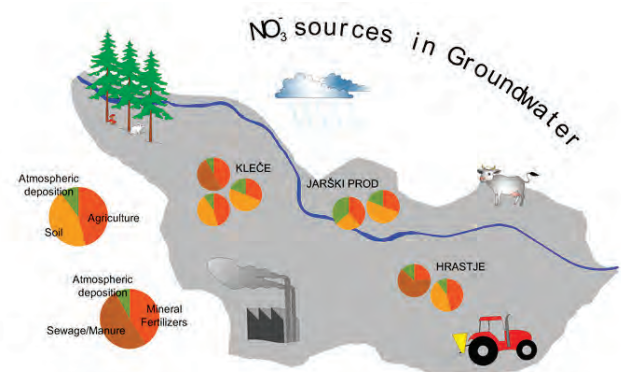 NO₃⁻ sources in Groundwater
KLEČE
JARŠKI PROD
Atmospheric
deposition
Agriculture
Soil
HRASTJE
Atmospheric
deposition
Mineral
Fertilizers
Sewage/Manure